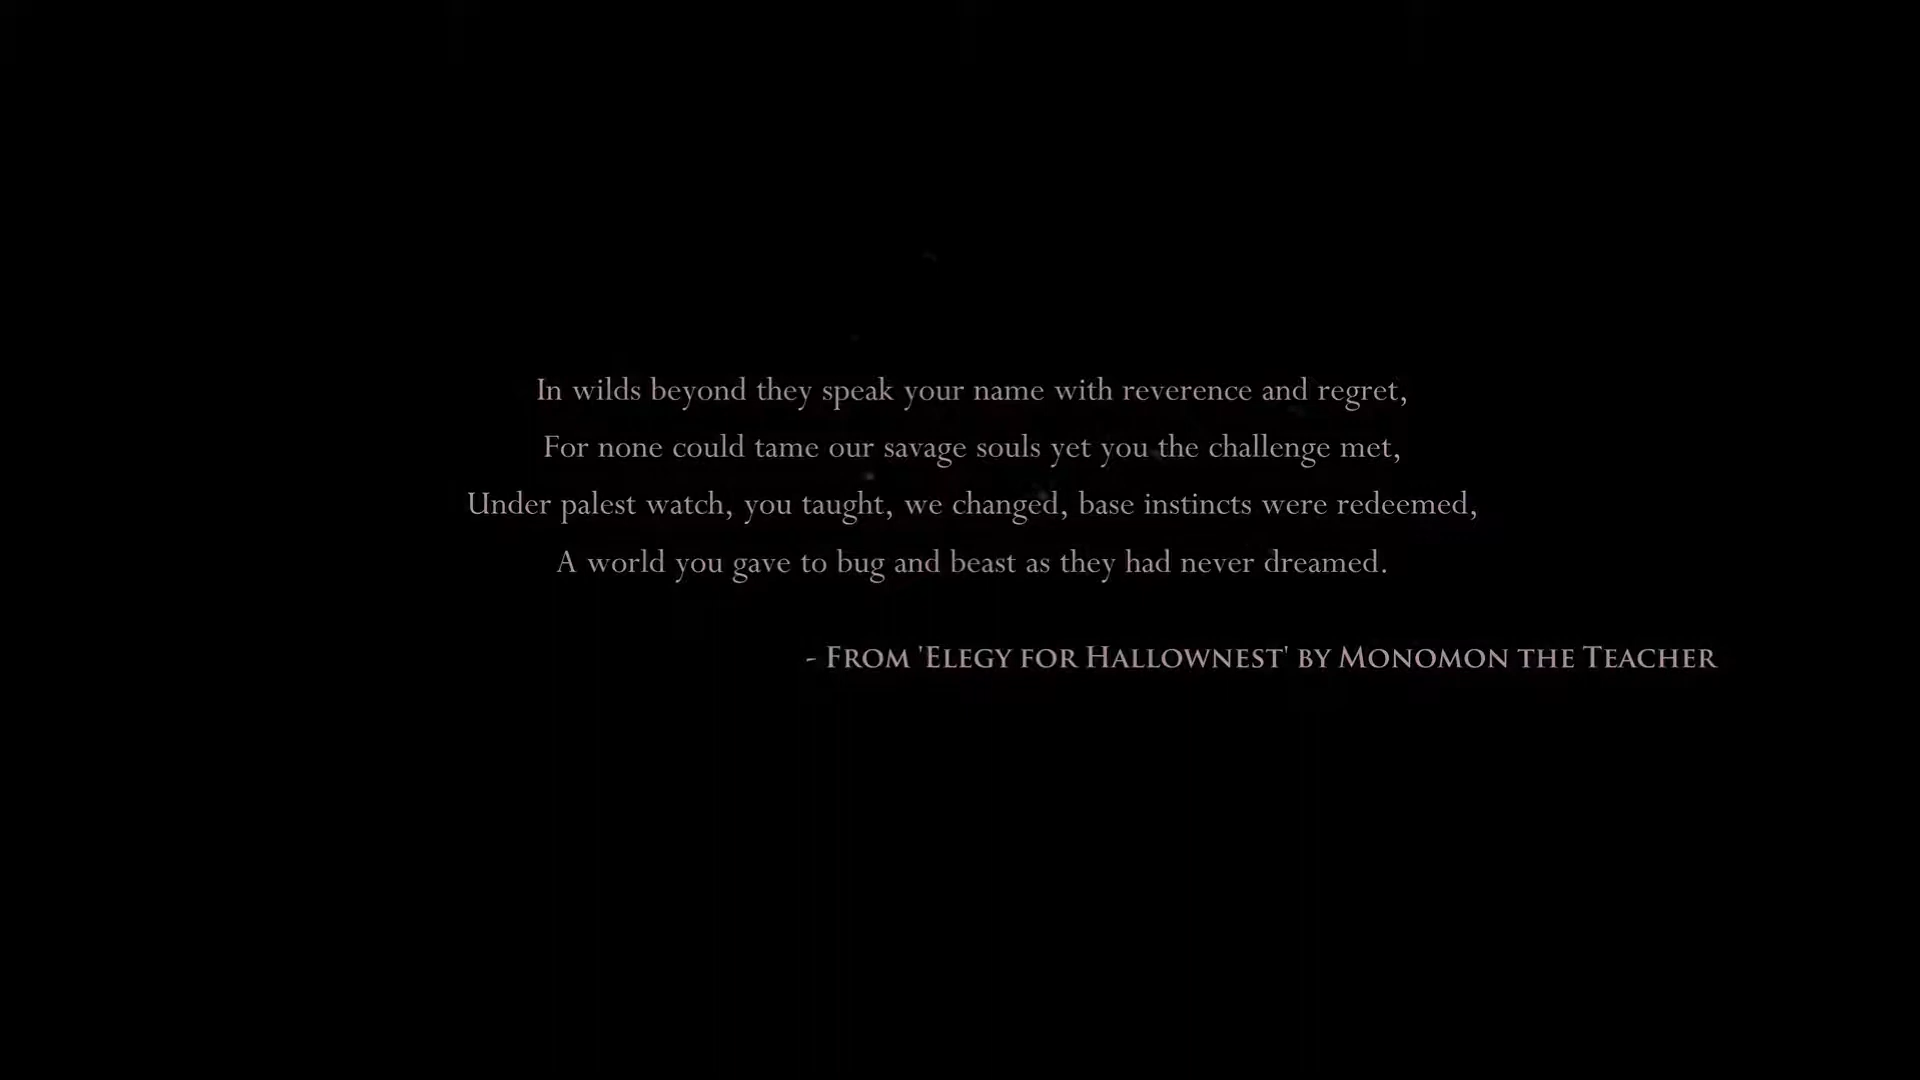 In wilds beyond they speak your name with reverence and regret,
For none could tame our savage souls yet you the challenge met,
Under palest watch, you taught, we changed, base instincts were redeemed,
A world you gave to bug and beast as they had never dreamed.
- From 'Elegy for Hallownest' by Monomon the Teacher